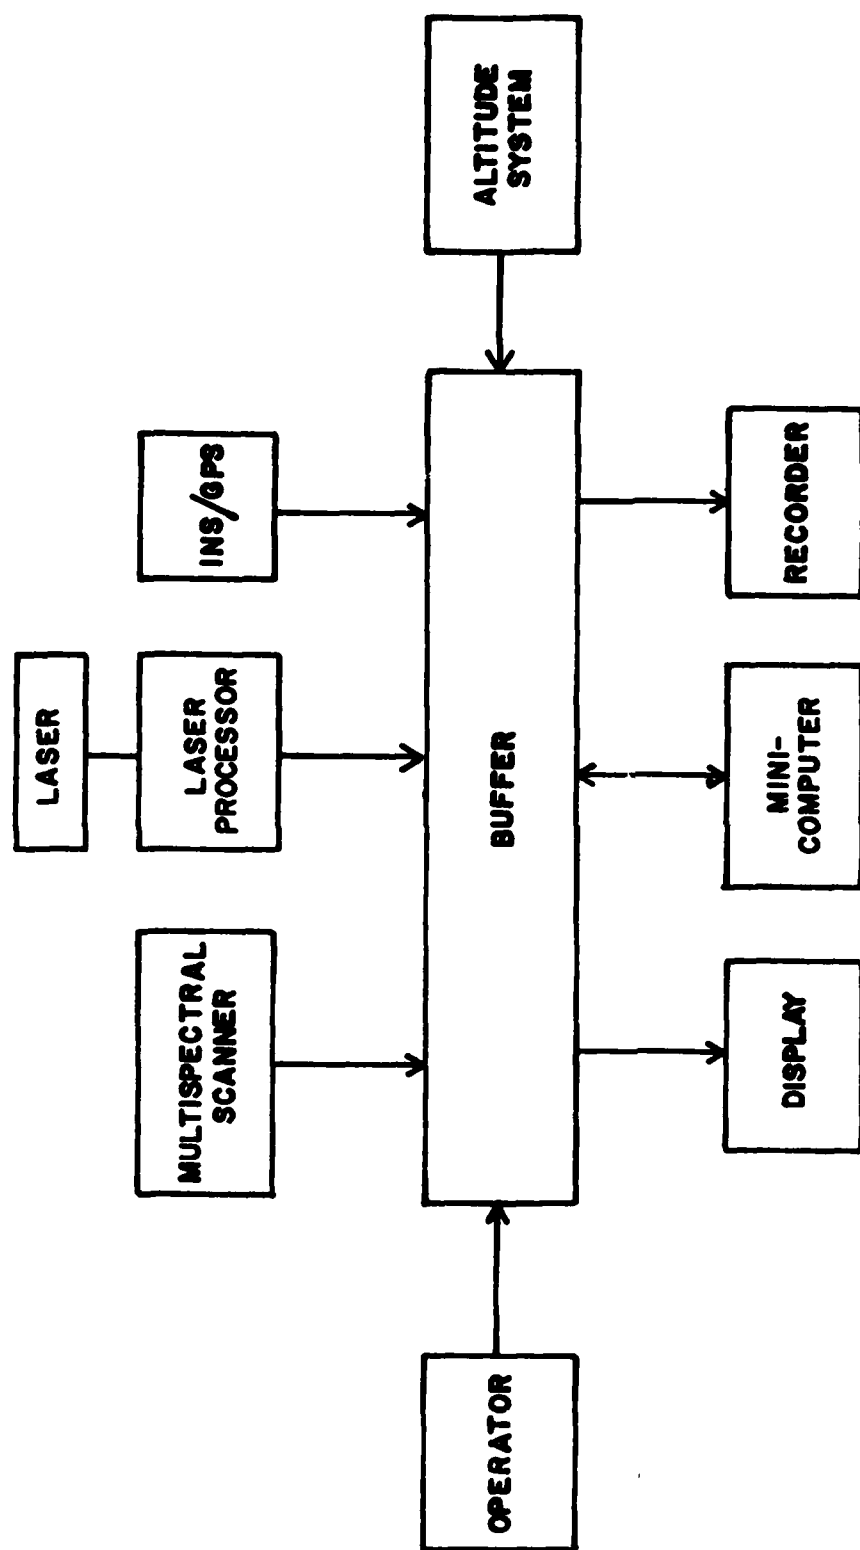 LASER
MULTISPECTRAL
SCANNER
LASER
PROCESSOR
INS/GPS
OPERATOR
BUFFER
ALTITUDE
SYSTEM
DISPLAY
MINI-
COMPUTER
RECORDER